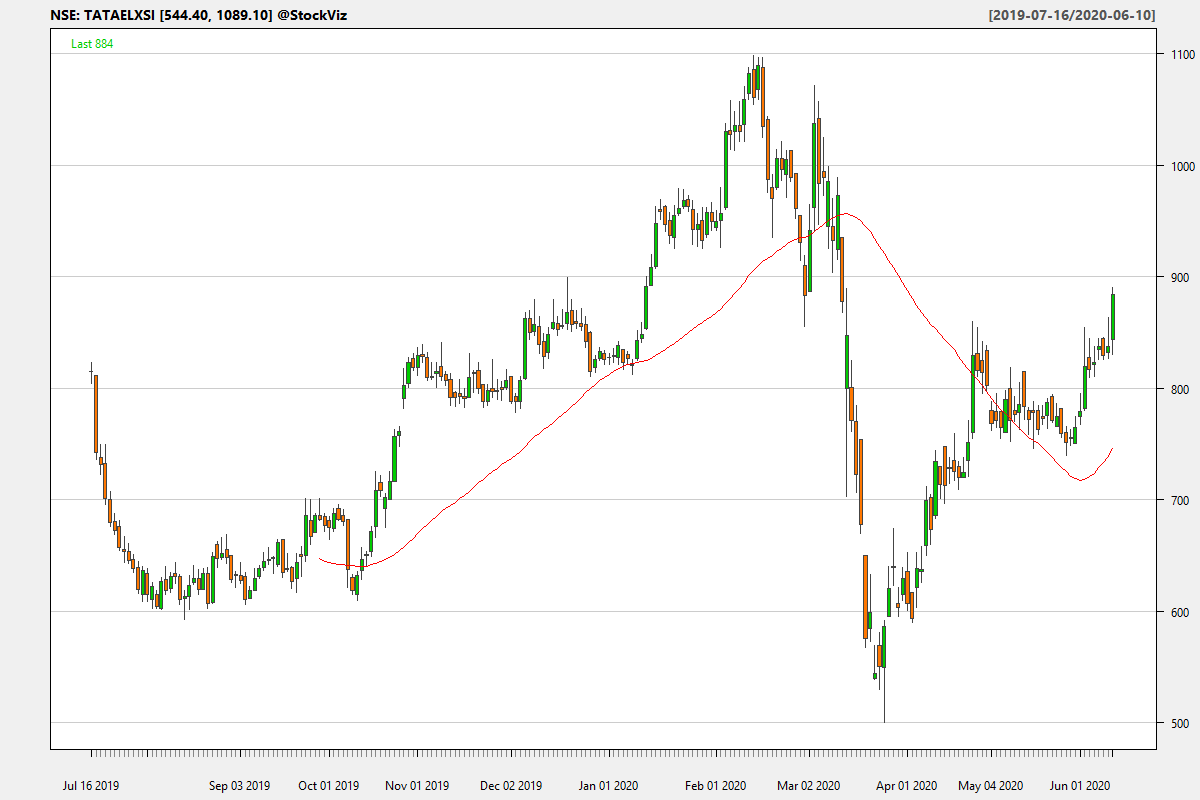 NSE: TATAELXSI [544.40, 1089.10] @StockViz
[2019-07-16/2020-06-10]
Last 884
1100
1000
900
800
700
600
500
Jul 16 2019 Sep 03 2019 Oct 01 2019 Nov 01 2019 Dec 02 2019 Jan 01 2020 Feb 01 2020 Mar 02 2020 Apr 01 2020 May 04 2020 Jun 01 2020